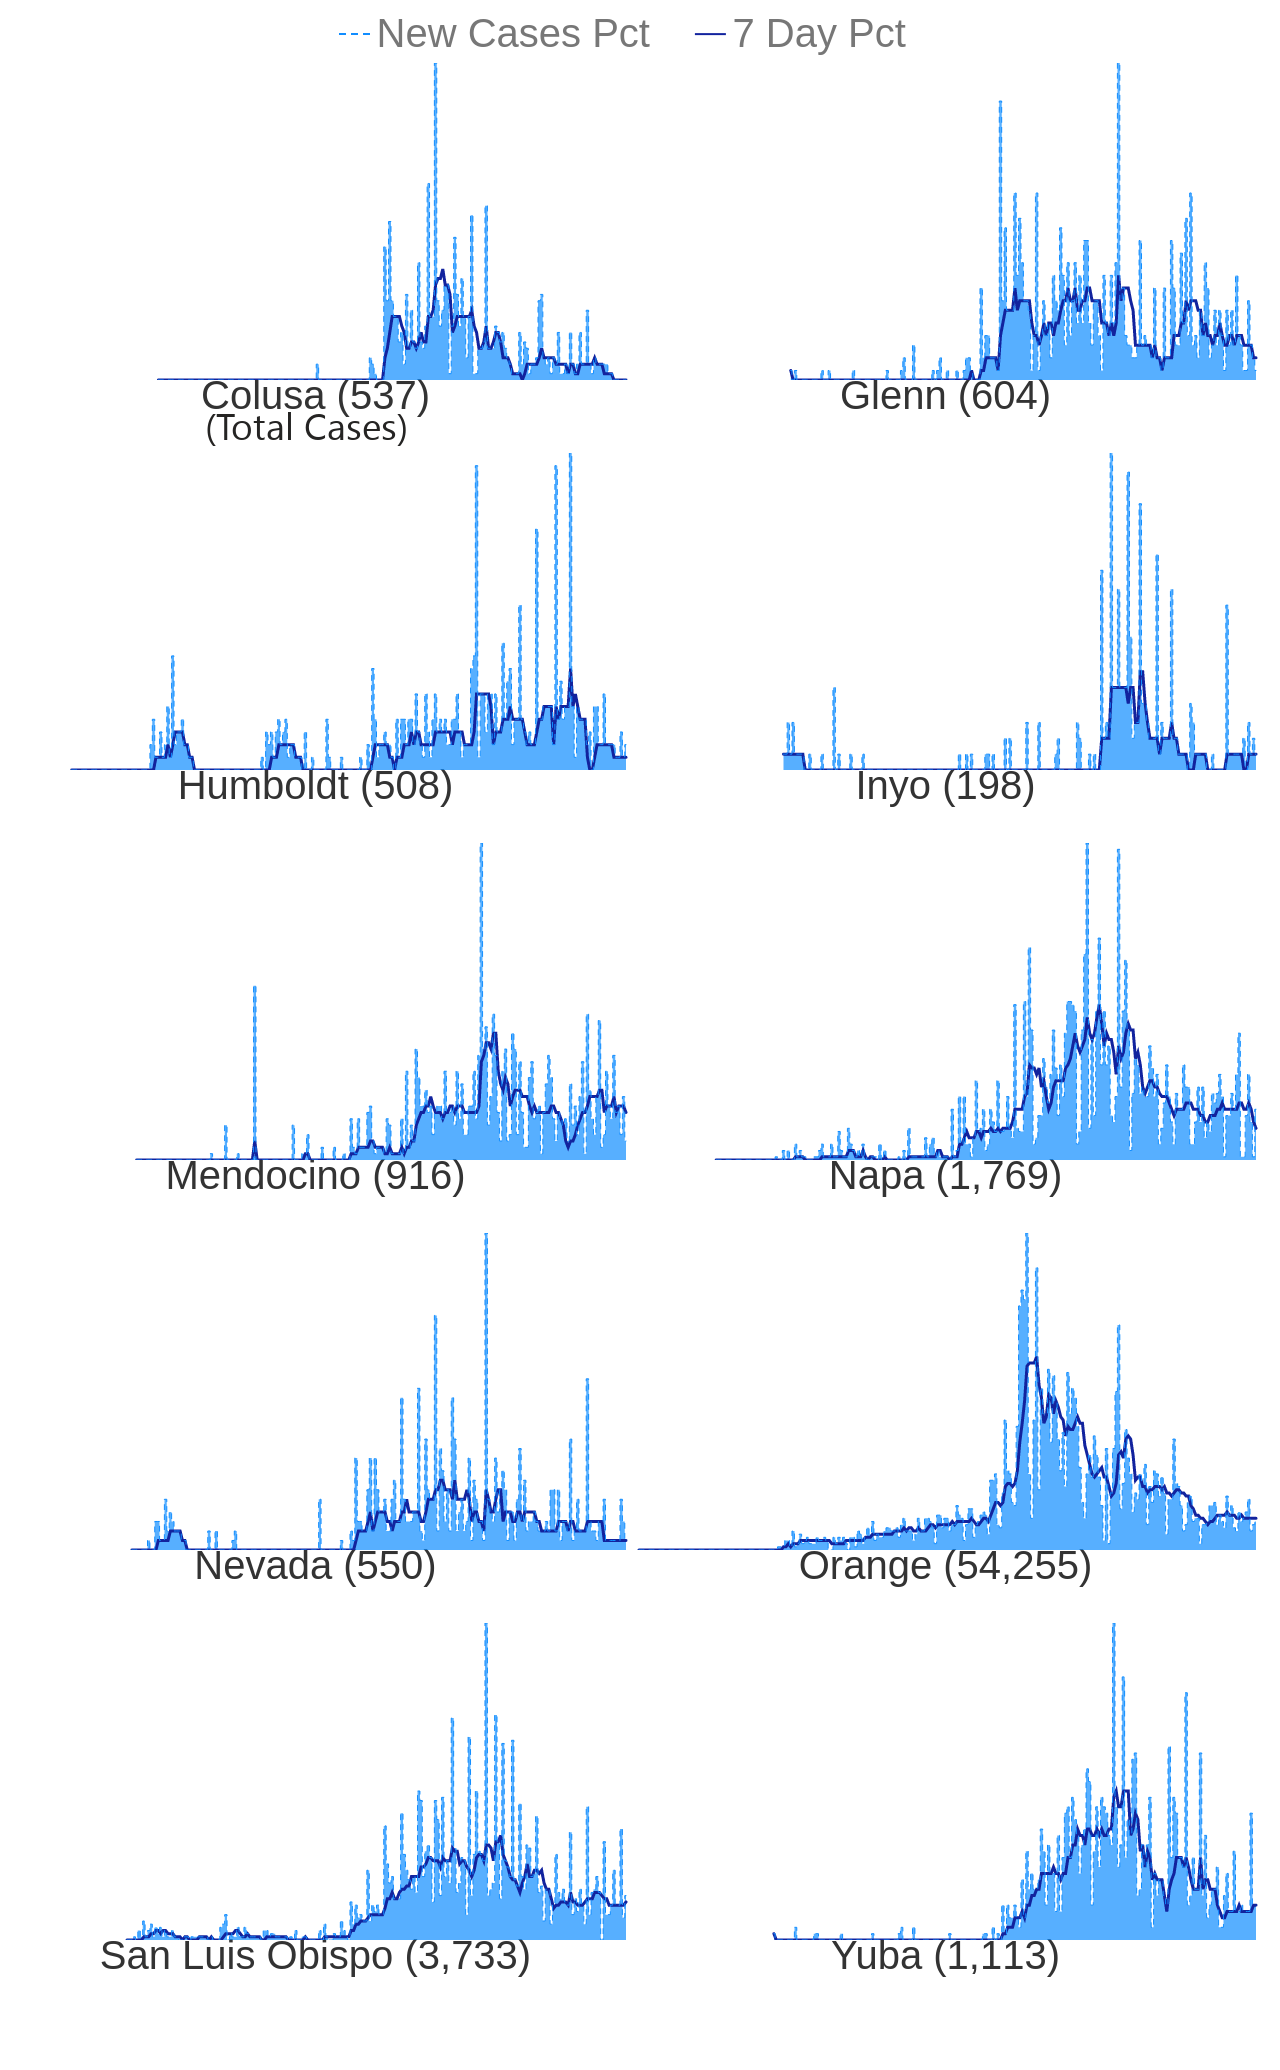 New Cases Pct 7 Day Pct
Colusa (537) Glenn (604)
(Total Cases)
Humboldt (508) Inyo (198)
Mendocino (916) Napa (1,769)
Nevada (550) Orange (54,255)
San Luis Obispo (3,733) Yuba (1,113)